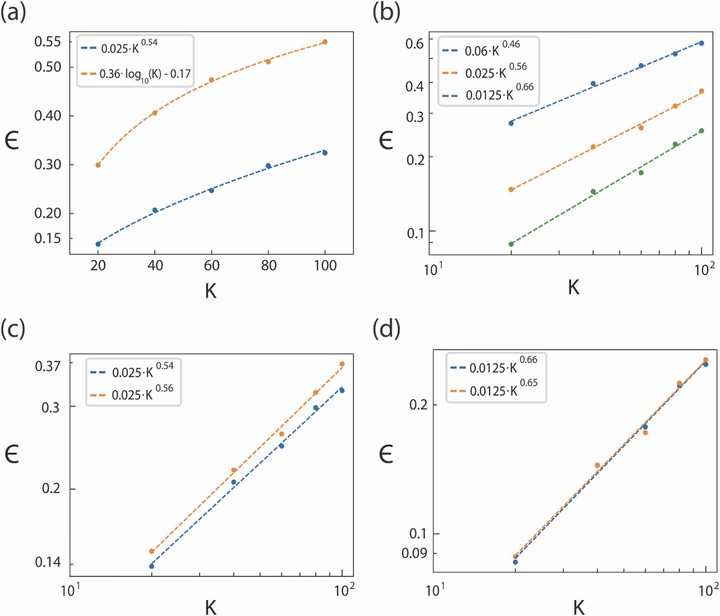 (a)
0.025·K^0.54
0.36· log₁₀(K) - 0.17
0.55
0.50
0.40
0.30
0.20
0.15
ϵ
20 40 60 80 100
K
(b)
0.06·K^0.46
0.025·K^0.56
0.0125·K^0.66
0.6
0.4
0.3
0.2
0.1
ϵ
10^1 10^2
K
(c)
0.025·K^0.54
0.025·K^0.56
0.37
0.3
0.2
0.14
ϵ
10^1 10^2
K
(d)
0.0125·K^0.66
0.0125·K^0.65
0.2
0.1
0.09
ϵ
10^1 10^2
K